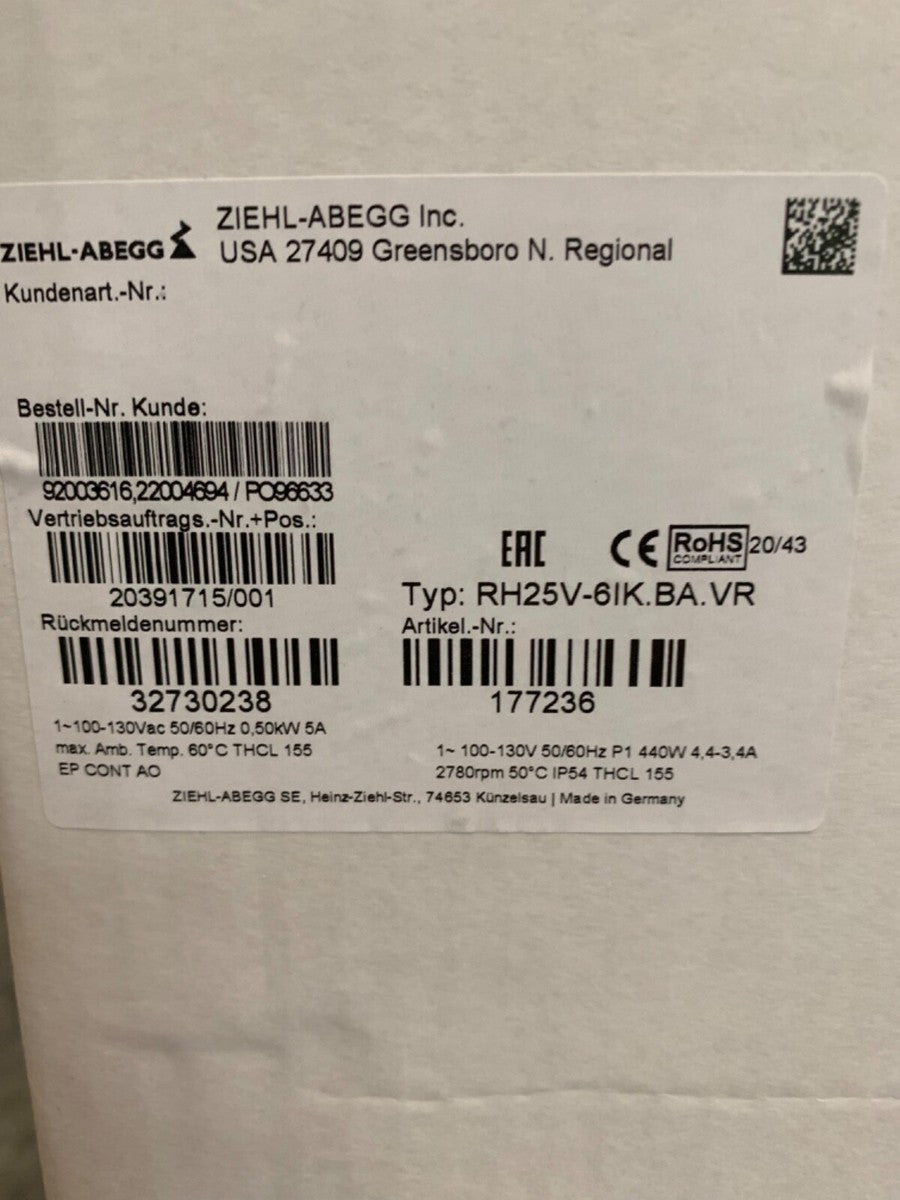 ZIEHL-ABEGG
ZIEHL-ABEGG Inc.
USA 27409 Greensboro N. Regional
Kundenart.-Nr.:
Bestell-Nr. Kunde:
92003616,22004694 / PO96633
Vertriebsauftrags.-Nr.+Pos.:
20391715/001
Rückmeldenummer:
32730238
1~100-130Vac 50/60Hz 0,50kW 5A
max. Amb. Temp. 60°C THCL 155
EP CONT AO
EAC CE RoHS COMPLIANT 20/43
Typ: RH25V-6IK.BA.VR
Artikel.-Nr.:
177236
1~ 100-130V 50/60Hz P1 440W 4,4-3,4A
2780rpm 50°C IP54 THCL 155
ZIEHL-ABEGG SE, Heinz-Ziehl-Str., 74653 Künzelsau | Made in Germany